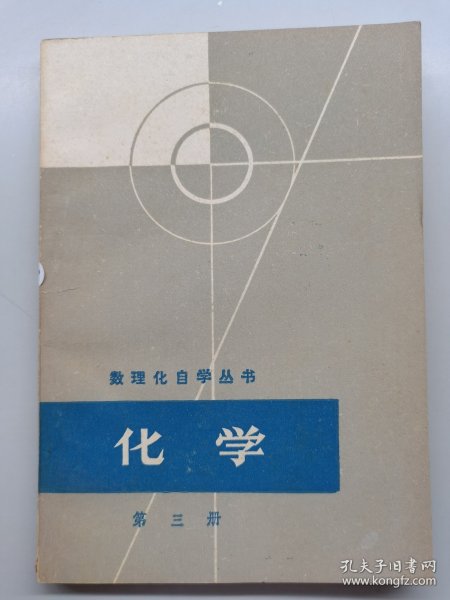 数理化自学丛书
化学
第三册
孔夫子旧书网
www.kongfz.com